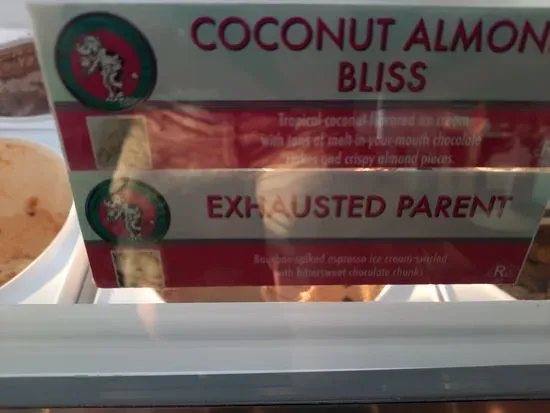 COCONUT ALMON
BLISS
Tropical coconut-flavored ice cream
with tons of melt-in-your-mouth chocolate
flakes and crispy almond pieces.
EXHAUSTED PARENT
Bourbon-spiked espresso ice cream swirled
with bittersweet chocolate chunks
R